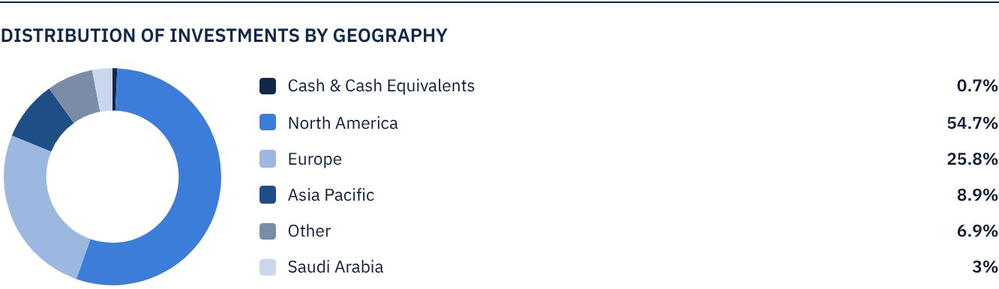 DISTRIBUTION OF INVESTMENTS BY GEOGRAPHY
Cash & Cash Equivalents 0.7%
North America 54.7%
Europe 25.8%
Asia Pacific 8.9%
Other 6.9%
Saudi Arabia 3%